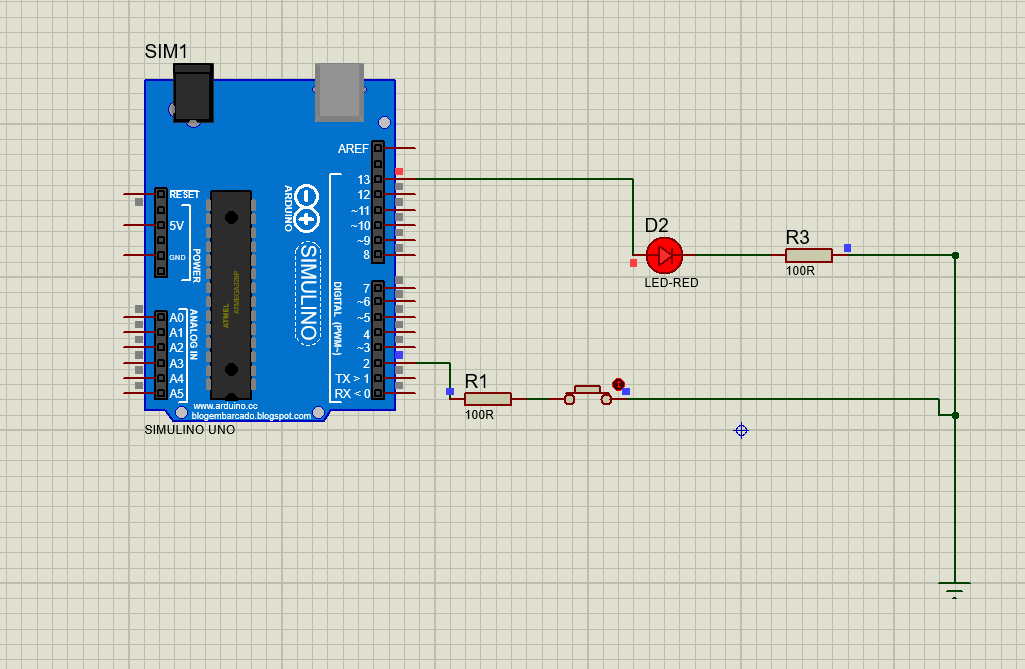 SIM1
AREF
13
12
~11
~10
~9
8
7
~6
~5
4
~3
2
TX > 1
RX < 0
RESET
5V
GND
POWER
A0
A1
A2
A3
A4
A5
ANALOG IN
ATMEL
ATMEGA328P
ARDUINO
SIMULINO
DIGITAL (PWM~)
www.arduino.cc
blogembarcado.blogspot.com
SIMULINO UNO
D2
LED-RED
R3
100R
R1
100R